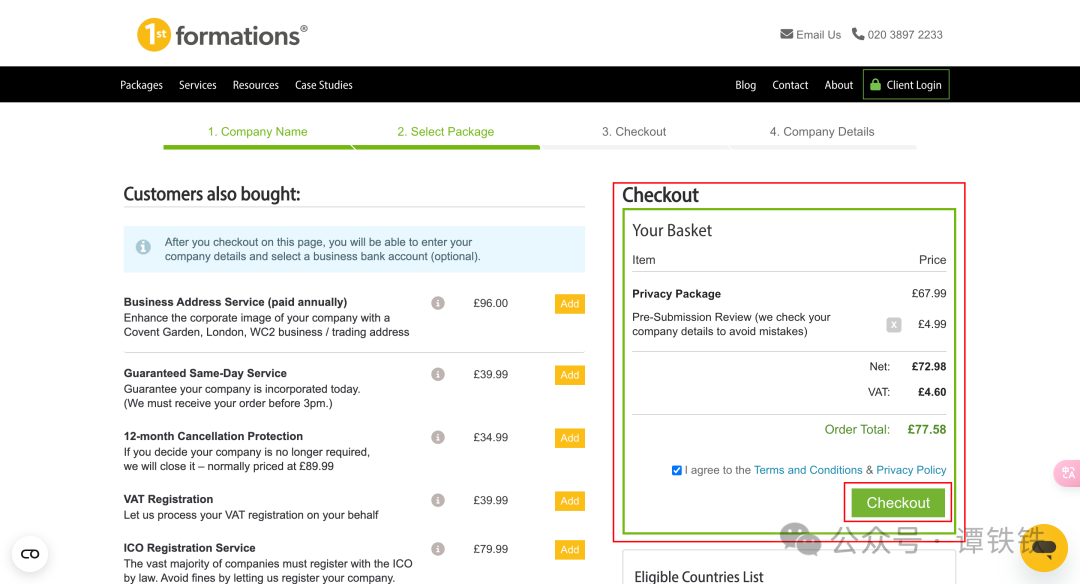 1st formations®
Email Us 020 3897 2233
Packages Services Resources Case Studies Blog Contact About Client Login
1. Company Name 2. Select Package 3. Checkout 4. Company Details
Customers also bought:
After you checkout on this page, you will be able to enter your
company details and select a business bank account (optional).
Business Address Service (paid annually) £96.00 Add
Enhance the corporate image of your company with a
Covent Garden, London, WC2 business / trading address
Guaranteed Same-Day Service £39.99 Add
Guarantee your company is incorporated today.
(We must receive your order before 3pm.)
12-month Cancellation Protection £34.99 Add
If you decide your company is no longer required,
we will close it – normally priced at £89.99
VAT Registration £39.99 Add
Let us process your VAT registration on your behalf
ICO Registration Service £79.99 Add
The vast majority of companies must register with the ICO
by law. Avoid fines by letting us register your company.
Checkout
Your Basket
Item Price
Privacy Package £67.99
Pre-Submission Review (we check your
company details to avoid mistakes) X £4.99
Net: £72.98
VAT: £4.60
Order Total: £77.58
I agree to the Terms and Conditions & Privacy Policy
Checkout
公众号 · 谭铁铁
Eligible Countries List